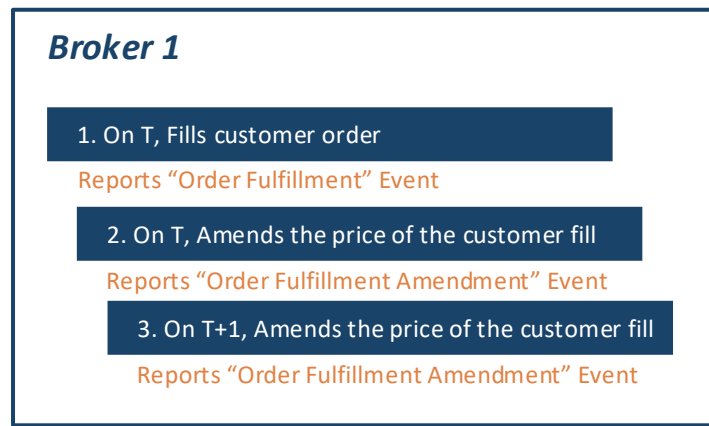 Broker 1
1. On T, Fills customer order
Reports “Order Fulfillment” Event
2. On T, Amends the price of the customer fill
Reports “Order Fulfillment Amendment” Event
3. On T+1, Amends the price of the customer fill
Reports “Order Fulfillment Amendment” Event